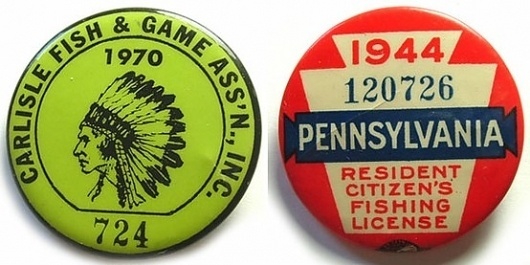 CARLISLE FISH & GAME ASS'N., INC.
1970
724
1944
120726
PENNSYLVANIA
RESIDENT
CITIZEN'S
FISHING
LICENSE